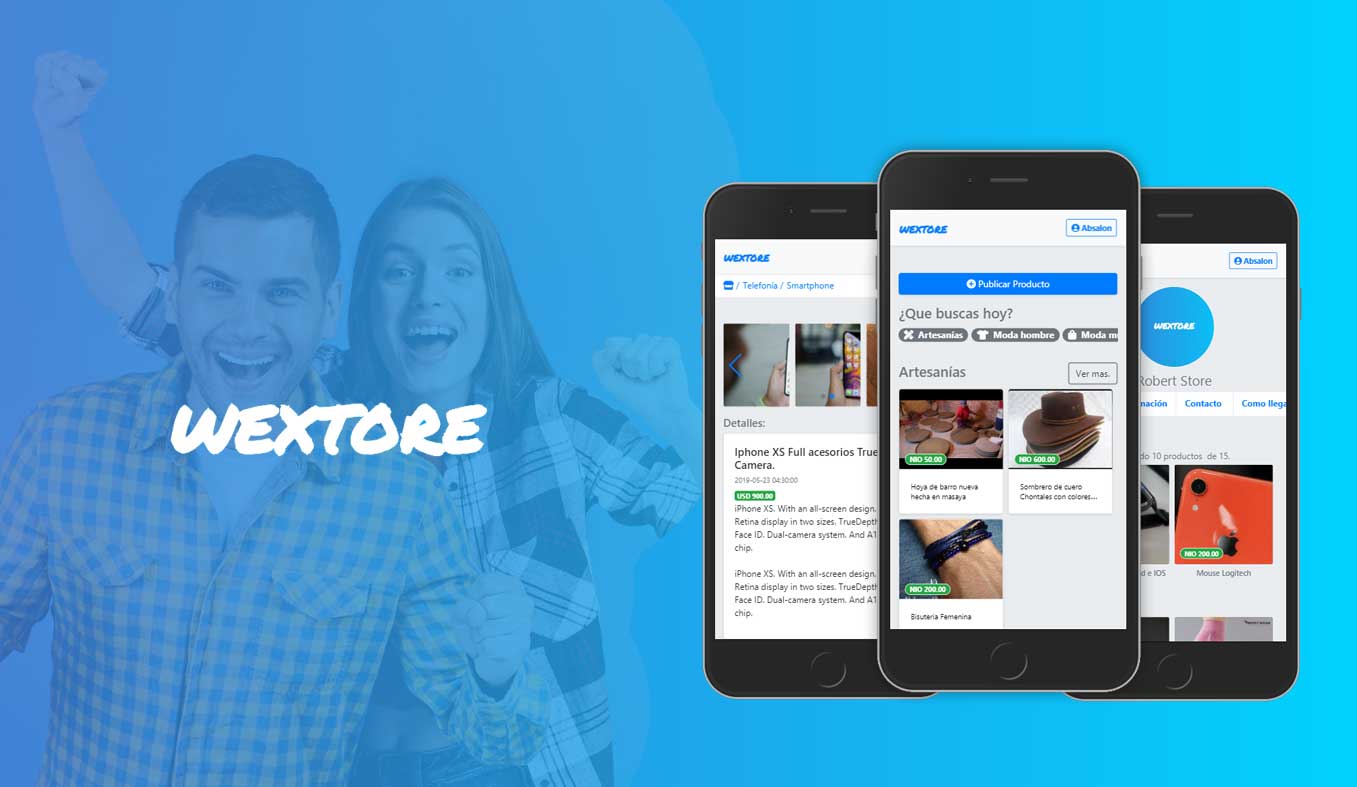 WEXTORE
WEXTORE
/ Telefonía / Smartphone
Detalles:
Iphone XS Full acesorios True
Camera.
2019-05-23 04:30:00
USD 900.00
iPhone XS. With an all-screen design.
Retina display in two sizes. TrueDepth
Face ID. Dual-camera system. And A1
chip.
iPhone XS. With an all-screen design.
Retina display in two sizes. TrueDepth
Face ID. Dual-camera system. And A1
chip.
WEXTORE
Absalon
Publicar Producto
¿Que buscas hoy?
Artesanías Moda hombre Moda mu
Artesanías
Ver mas.
NIO 50.00
NIO 600.00
Hoya de barro nueva
hecha en masaya
Sombrero de cuero
Chontales con colores...
NIO 200.00
Bisuteria Femenina
Absalon
WEXTORE
Robert Store
nación Contacto Como llega
do 10 productos de 15.
NIO 200.00
d e IOS
Mouse Logitech